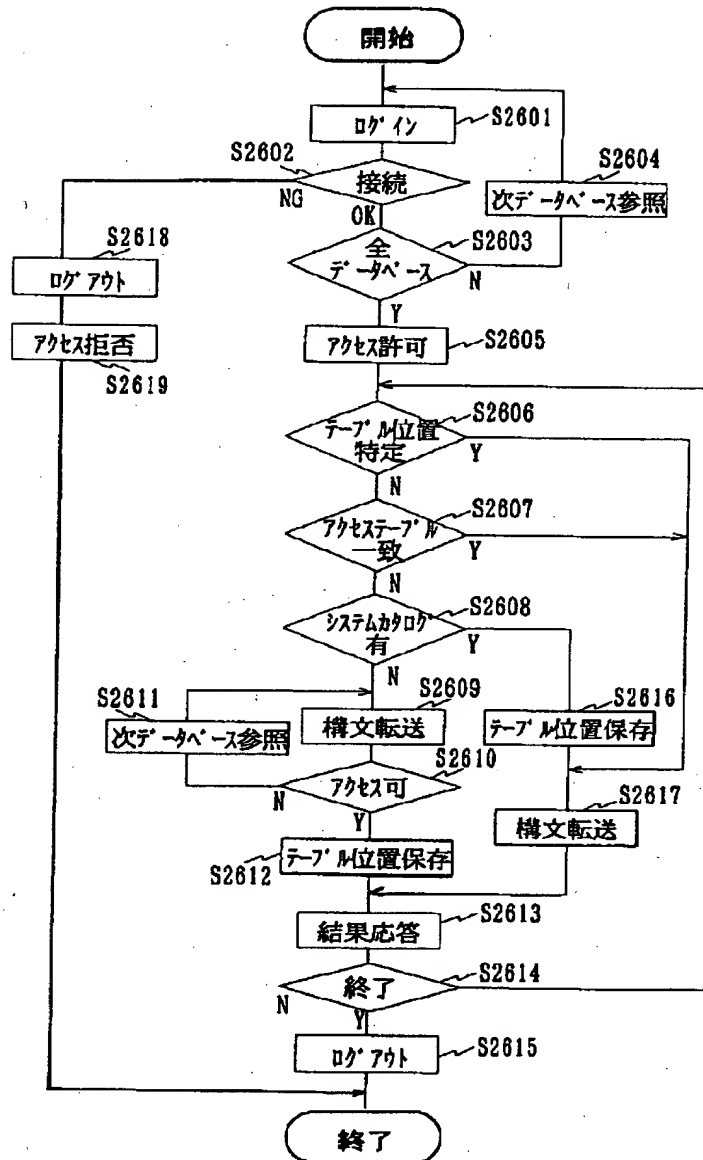 開始
ログイン
S2601
S2602
接続
NG
OK
S2604
次データベース参照
S2603
全
データベース
N
Y
S2618
ログアウト
アクセス拒否
S2619
アクセス許可
S2605
テーブル位置
特定
S2606
Y
N
アクセステーブル
一致
S2607
Y
N
システムカタログ
有
S2608
Y
N
S2611
次データベース参照
S2609
構文転送
S2616
テーブル位置保存
S2610
アクセス可
N
Y
S2617
構文転送
S2612
テーブル位置保存
S2613
結果応答
S2614
終了
N
Y
ログアウト
S2615
終了